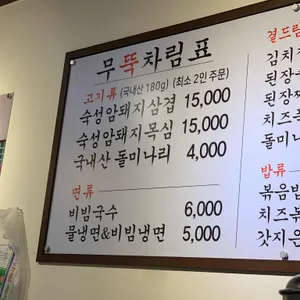 무뚝차림표
고기류 (국내산 180g) (최소 2인 주문)
숙성암돼지삼겹 15,000
숙성암돼지목심 15,000
국내산 돌미나리 4,000
면류
비빔국수 6,000
물냉면&비빔냉면 5,000
곁드림
김치
된장
된장찌
치즈
밥류
볶음밥
치즈
갓지은